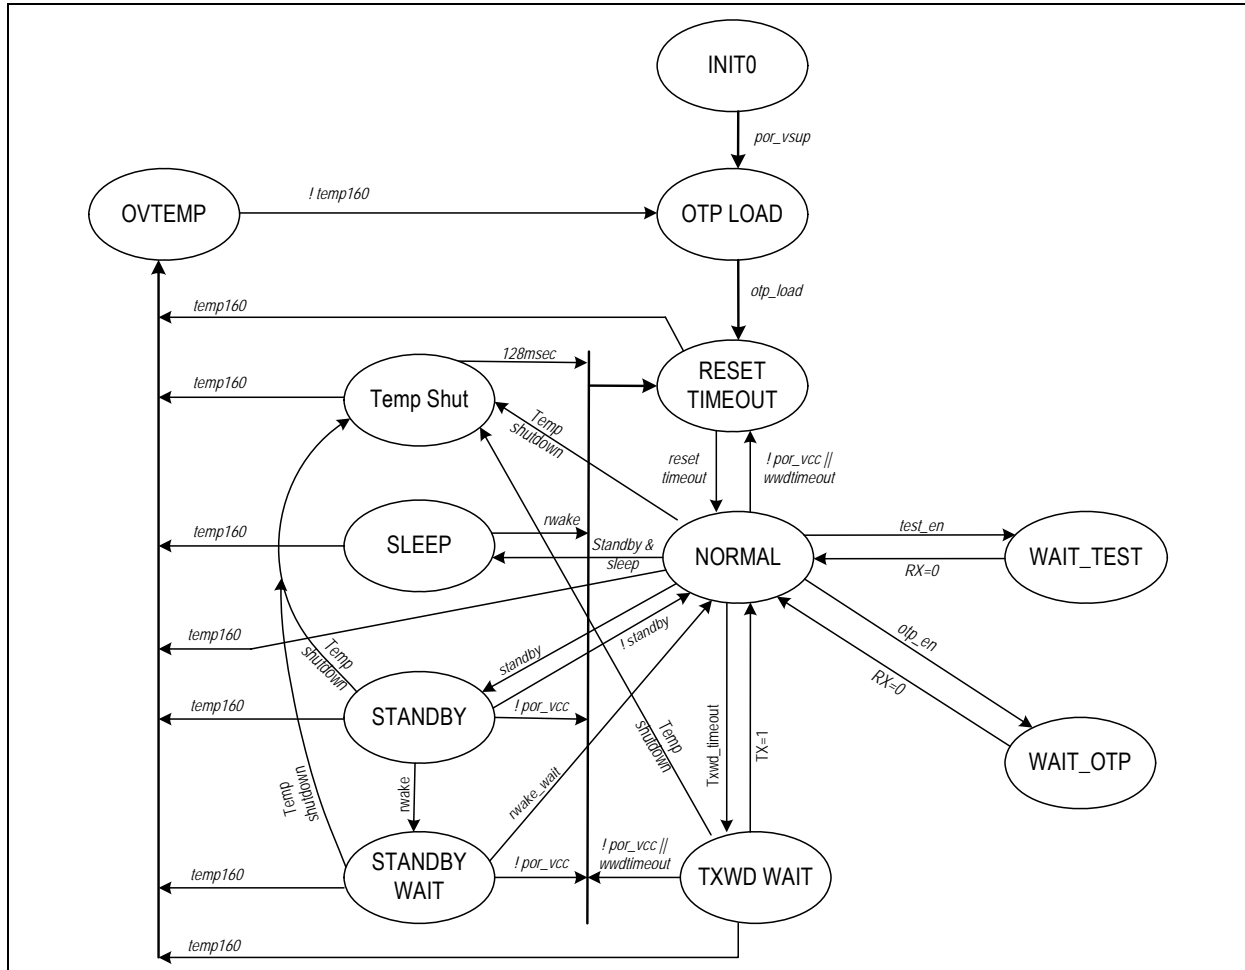 INIT0
por_vsup
OVTEMP
! temp160
OTP LOAD
otp_load
temp160
128msec
RESET
TIMEOUT
temp160
Temp Shut
Temp
shutdown
reset
timeout
! por_vcc ||
wwdtimeout
rwake
test_en
temp160
SLEEP
Standby &
sleep
NORMAL
WAIT_TEST
RX=0
temp160
Temp
shutdown
standby
! standby
otp_en
RX=0
temp160
STANDBY
! por_vcc
Temp
shutdown
Txwd_timeout
TX=1
WAIT_OTP
Temp
shutdown
rwake
rwake_wait
STANDBY
WAIT
! por_vcc
! por_vcc ||
wwdtimeout
TXWD WAIT
temp160
temp160